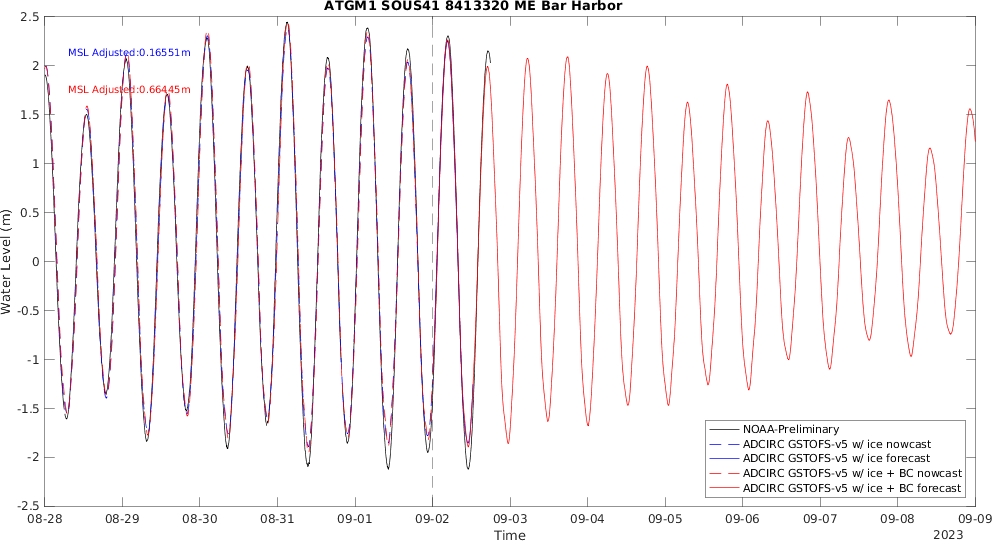 ATGM1 SOUS41 8413320 ME Bar Harbor
2.5
2
1.5
1
0.5
0
-0.5
-1
-1.5
-2
-2.5
Water Level (m)
MSL Adjusted:0.16551m
MSL Adjusted:0.66445m
NOAA-Preliminary
ADCIRC GSTOFS-v5 w/ ice nowcast
ADCIRC GSTOFS-v5 w/ ice forecast
ADCIRC GSTOFS-v5 w/ ice + BC nowcast
ADCIRC GSTOFS-v5 w/ ice + BC forecast
08-28 08-29 08-30 08-31 09-01 09-02 09-03 09-04 09-05 09-06 09-07 09-08 09-09
Time
2023